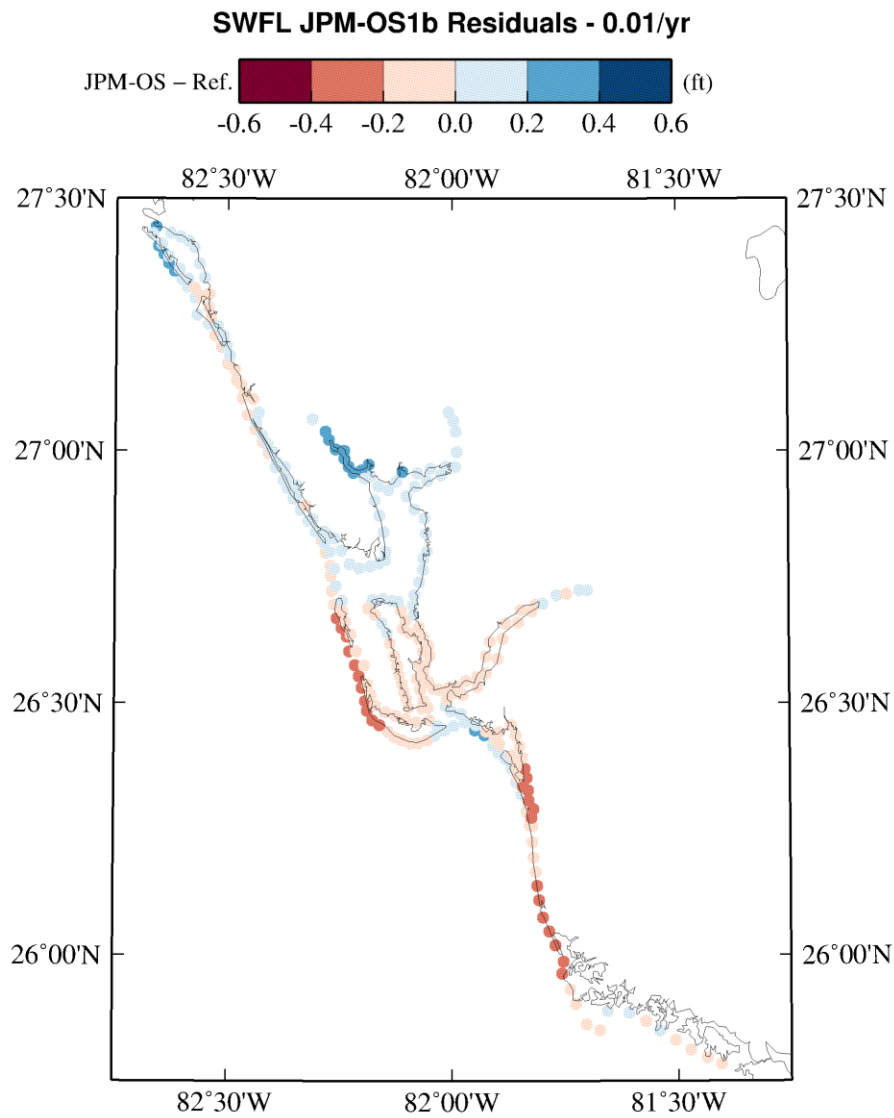 SWFL JPM-OS1b Residuals - 0.01/yr
JPM-OS – Ref. (ft)
-0.6 -0.4 -0.2 0.0 0.2 0.4 0.6
82˚30'W 82˚00'W 81˚30'W
27˚30'N 27˚30'N
27˚00'N 27˚00'N
26˚30'N 26˚30'N
26˚00'N 26˚00'N
82˚30'W 82˚00'W 81˚30'W